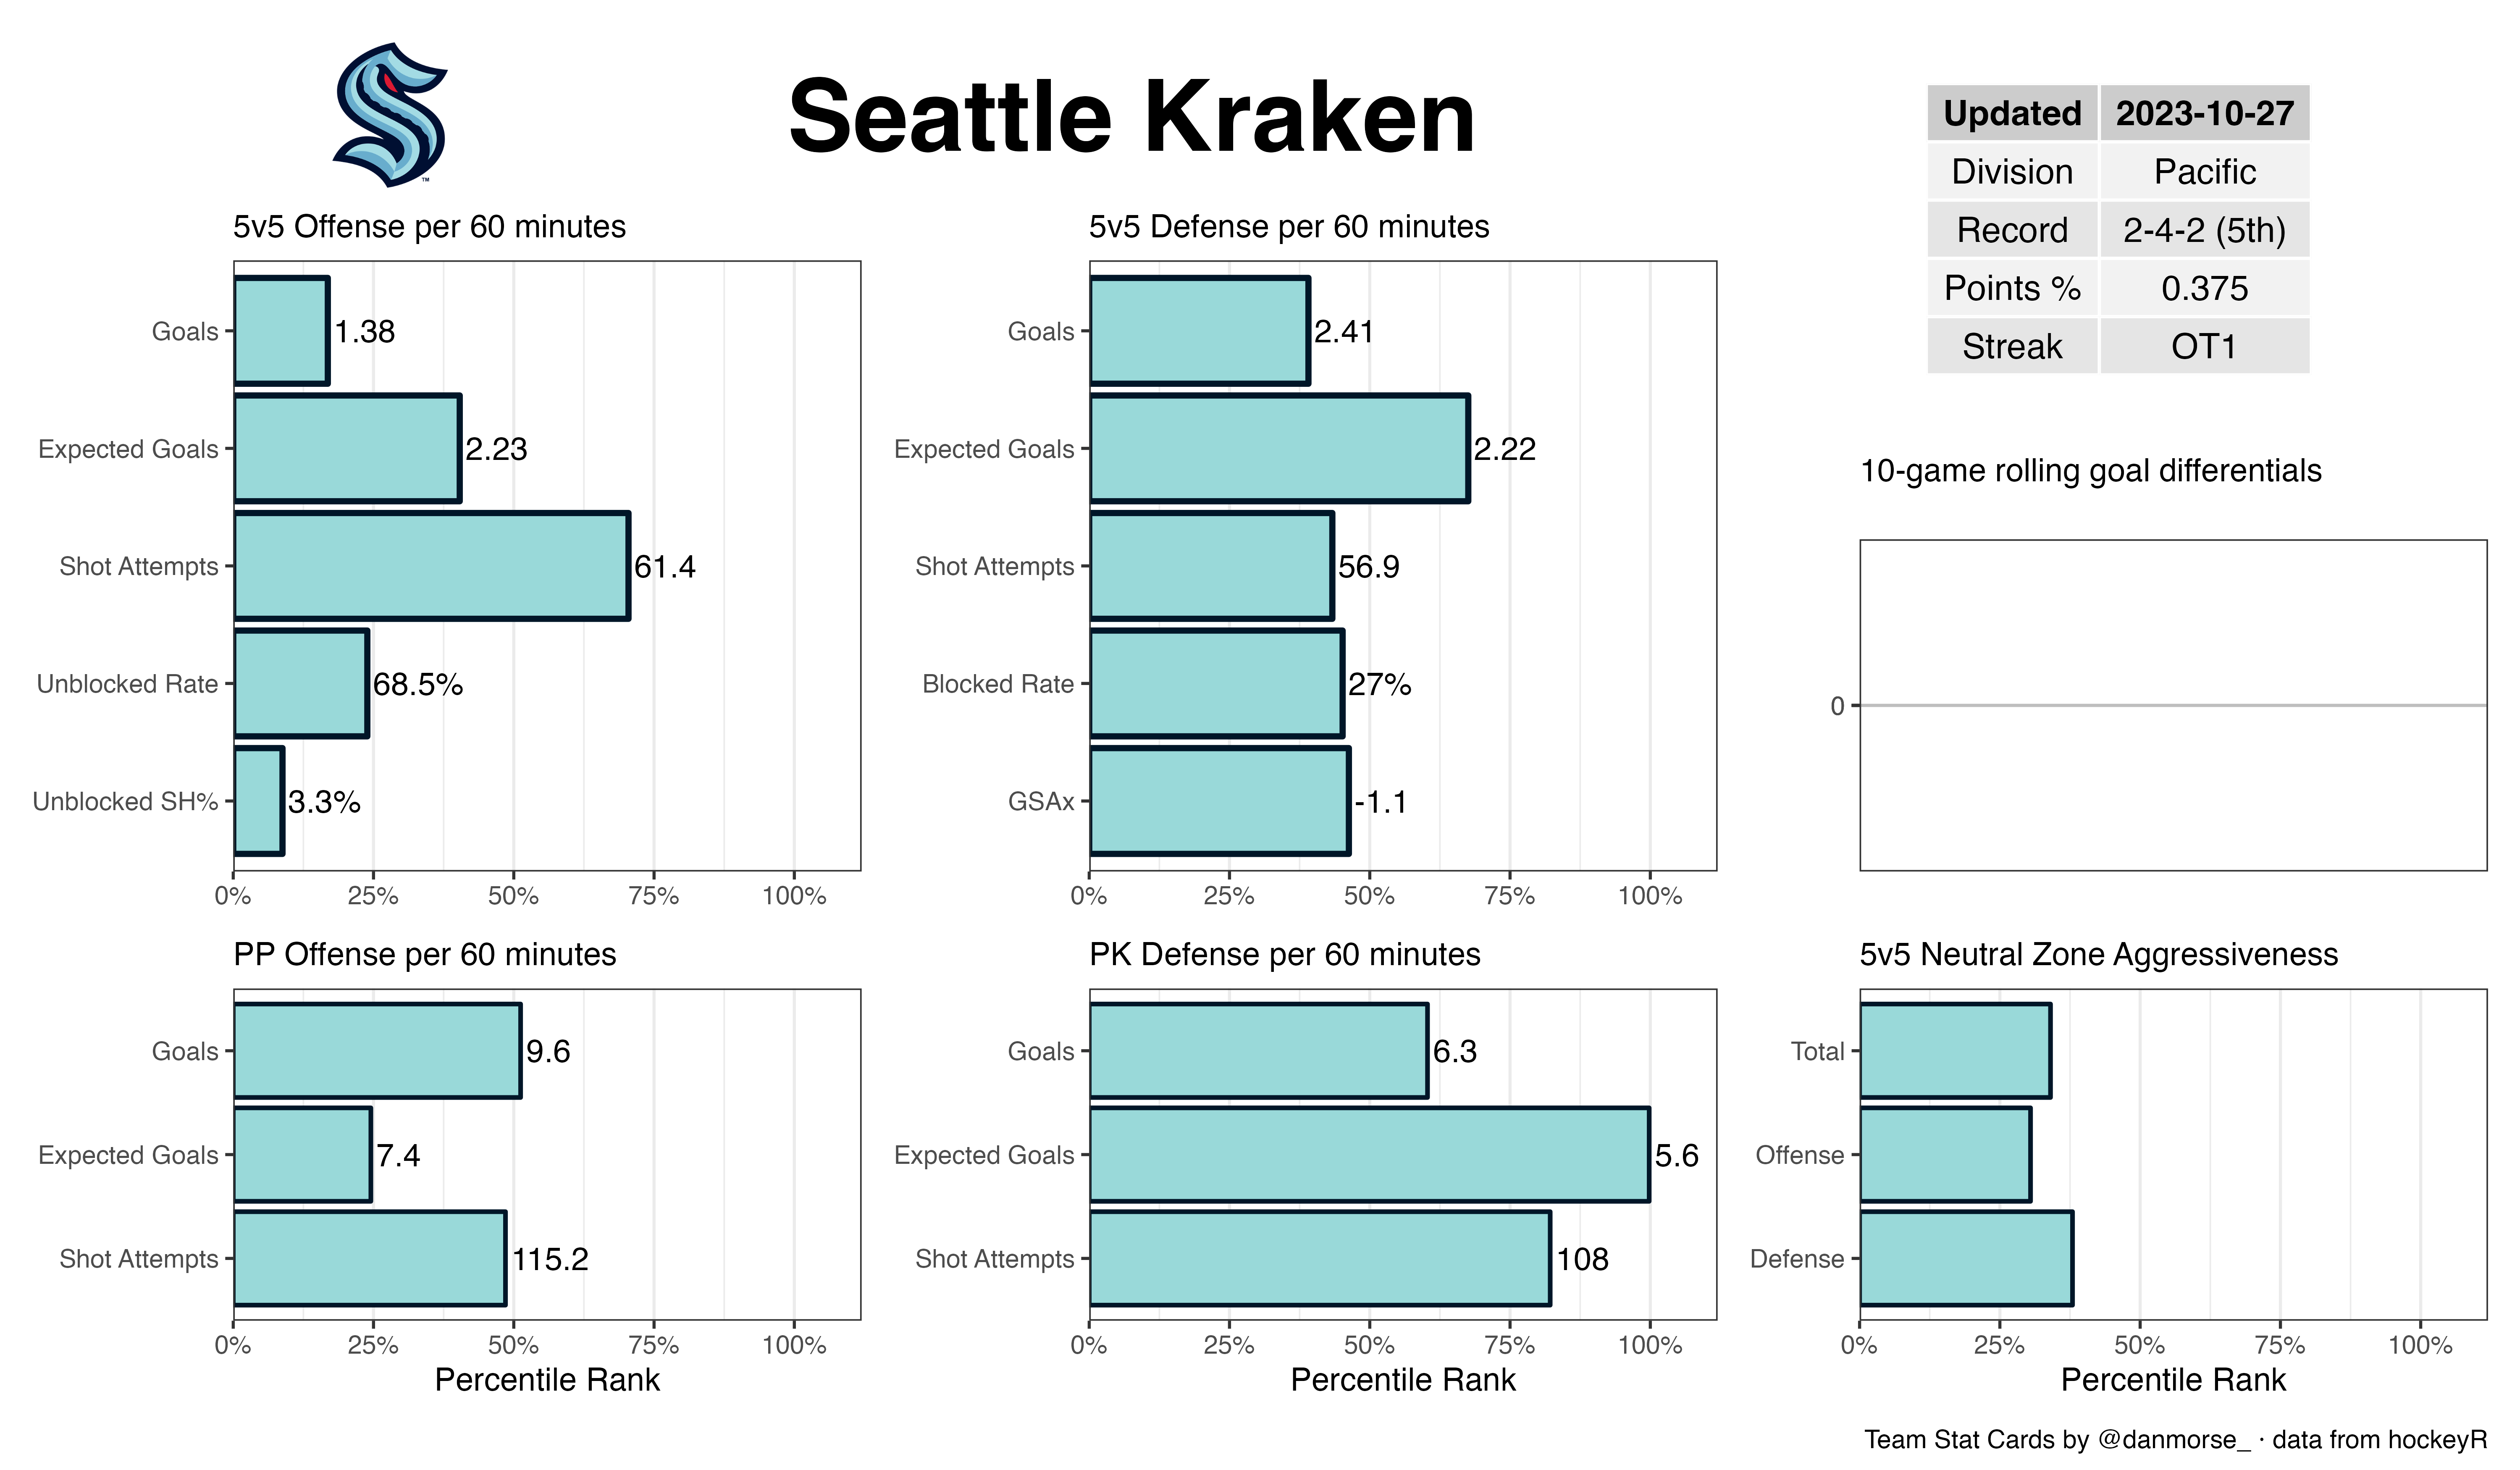 Seattle Kraken
™
Updated 2023-10-27
Division Pacific
Record 2-4-2 (5th)
Points % 0.375
Streak OT1
5v5 Offense per 60 minutes
Goals 1.38
Expected Goals 2.23
Shot Attempts 61.4
Unblocked Rate 68.5%
Unblocked SH% 3.3%
0% 25% 50% 75% 100%
5v5 Defense per 60 minutes
Goals 2.41
Expected Goals 2.22
Shot Attempts 56.9
Blocked Rate 27%
GSAx -1.1
0% 25% 50% 75% 100%
10-game rolling goal differentials
0
PP Offense per 60 minutes
Goals 9.6
Expected Goals 7.4
Shot Attempts 115.2
0% 25% 50% 75% 100%
Percentile Rank
PK Defense per 60 minutes
Goals 6.3
Expected Goals 5.6
Shot Attempts 108
0% 25% 50% 75% 100%
Percentile Rank
5v5 Neutral Zone Aggressiveness
Total
Offense
Defense
0% 25% 50% 75% 100%
Percentile Rank
Team Stat Cards by @danmorse_ · data from hockeyR